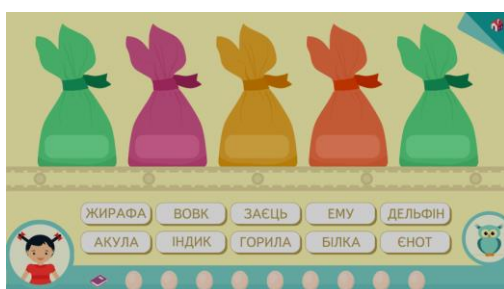 ЖИРАФА ВОВК ЗАЄЦЬ ЕМУ ДЕЛЬФІН
АКУЛА ІНДИК ГОРИЛА БІЛКА ЄНОТ